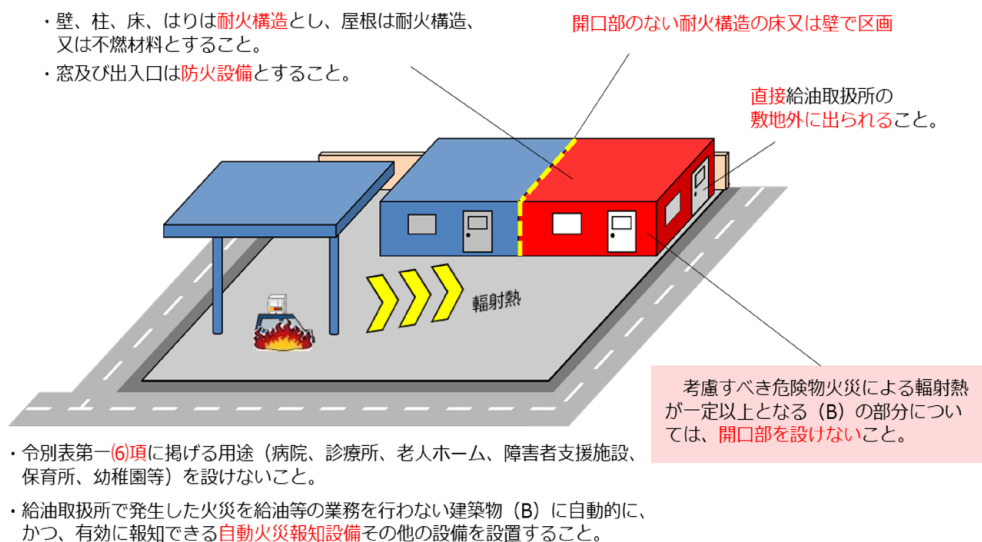 ・壁、柱、床、はりは耐火構造とし、屋根は耐火構造、
又は不燃材料とすること。
・窓及び出入口は防火設備とすること。
開口部のない耐火構造の床又は壁で区画
直接給油取扱所の
敷地外に出られること。
輻射熱
考慮すべき危険物火災による輻射熱
が一定以上となる（B）の部分につい
ては、開口部を設けないこと。
・令別表第一⑹項に掲げる用途（病院、診療所、老人ホーム、障害者支援施設、
保育所、幼稚園等）を設けないこと。
・給油取扱所で発生した火災を給油等の業務を行わない建築物（B）に自動的に、
かつ、有効に報知できる自動火災報知設備その他の設備を設置すること。